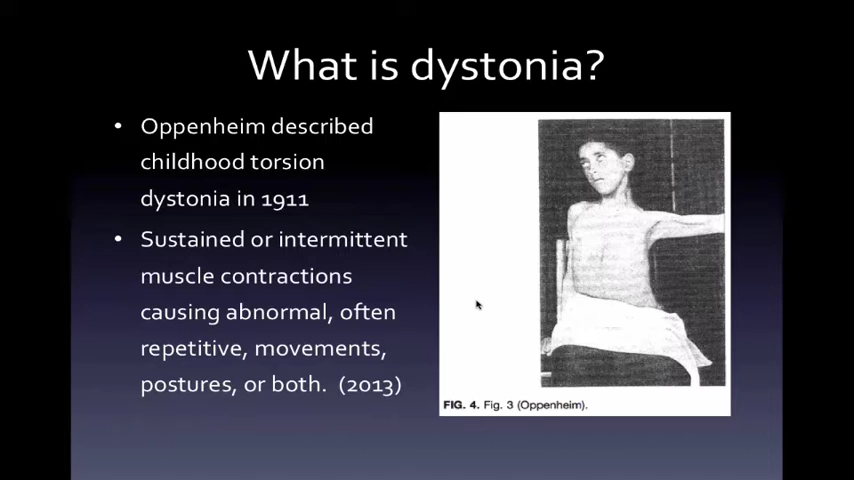 What is dystonia?
• Oppenheim described
childhood torsion
dystonia in 1911
• Sustained or intermittent
muscle contractions
causing abnormal, often
repetitive, movements,
postures, or both.  (2013)
FIG. 4. Fig. 3 (Oppenheim).